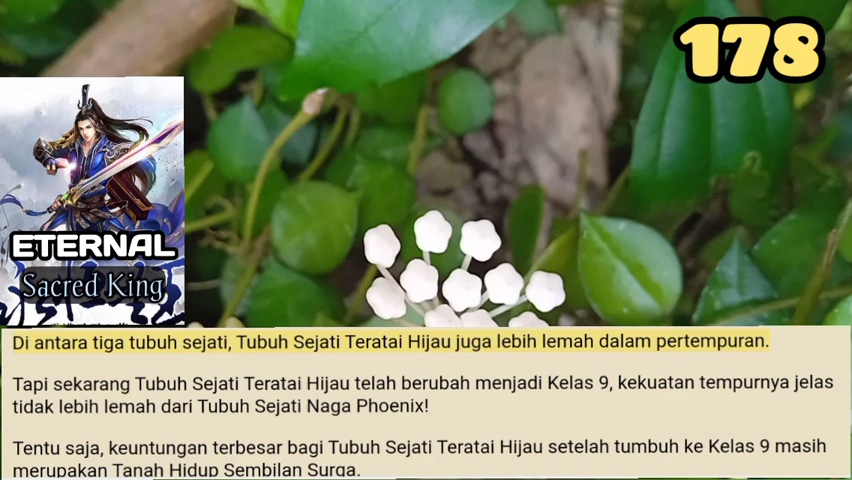 178
ETERNAL
Sacred King
Di antara tiga tubuh sejati, Tubuh Sejati Teratai Hijau juga lebih lemah dalam pertempuran.
Tapi sekarang Tubuh Sejati Teratai Hijau telah berubah menjadi Kelas 9, kekuatan tempurnya jelas
tidak lebih lemah dari Tubuh Sejati Naga Phoenix!
Tentu saja, keuntungan terbesar bagi Tubuh Sejati Teratai Hijau setelah tumbuh ke Kelas 9 masih
merupakan Tanah Hidup Sembilan Surga.